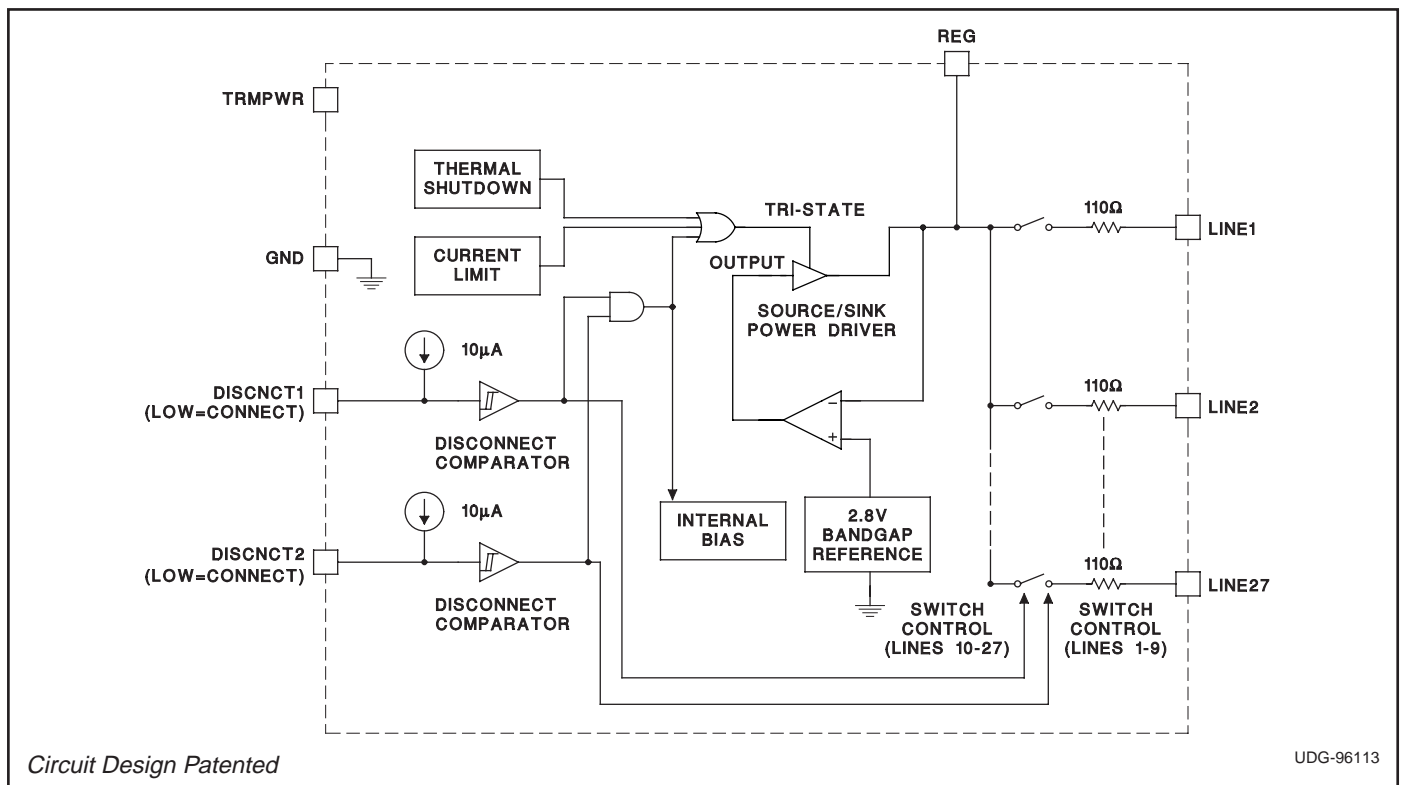 REG
TRMPWR
THERMAL
SHUTDOWN
TRI-STATE
110Ω
LINE1
GND
CURRENT
LIMIT
OUTPUT
SOURCE/SINK
POWER DRIVER
10µA
DISCNCT1
(LOW=CONNECT)
DISCONNECT
COMPARATOR
−
+
110Ω
LINE2
10µA
DISCNCT2
(LOW=CONNECT)
DISCONNECT
COMPARATOR
INTERNAL
BIAS
2.8V
BANDGAP
REFERENCE
110Ω
LINE27
SWITCH
CONTROL
(LINES 10-27)
SWITCH
CONTROL
(LINES 1-9)
Circuit Design Patented
UDG-96113